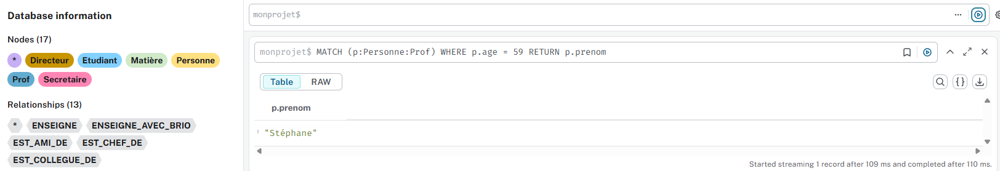 Database information
Nodes (17)
* Directeur Etudiant Matière Personne
Prof Secretaire
Relationships (13)
* ENSEIGNE ENSEIGNE_AVEC_BRIO
EST_AMI_DE EST_CHEF_DE
EST_COLLEGUE_DE
monprojet$
monprojet$ MATCH (p:Personne:Prof) WHERE p.age = 59 RETURN p.prenom
Table RAW
p.prenom
1 "Stéphane"
Started streaming 1 record after 109 ms and completed after 110 ms.